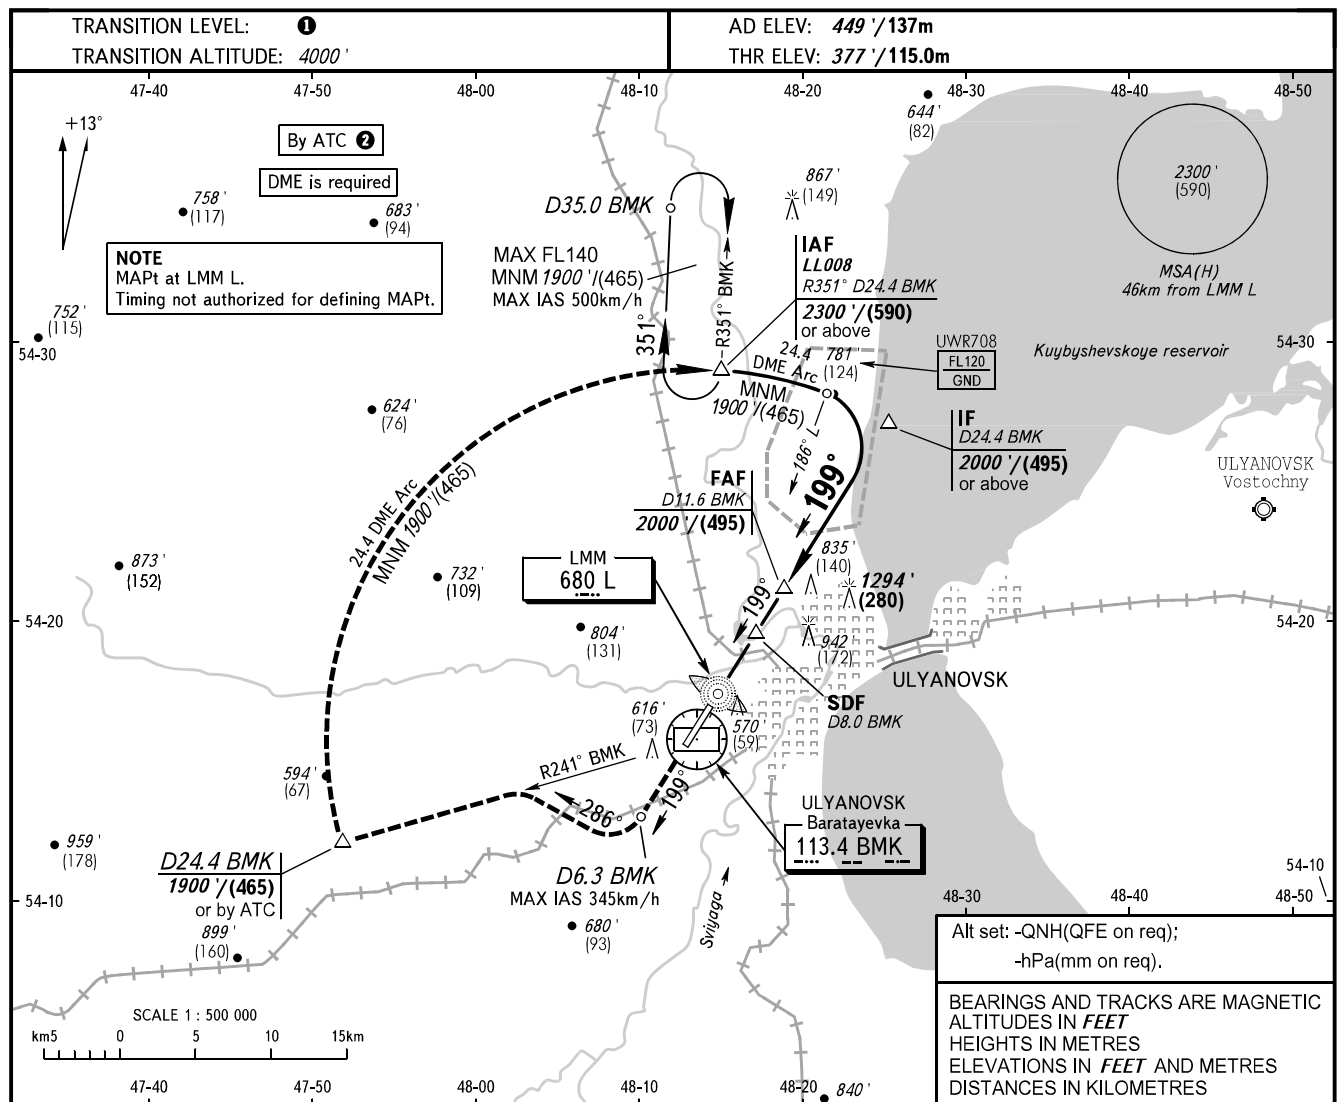 TRANSITION LEVEL: ❶
TRANSITION ALTITUDE: 4000 '
AD ELEV: 449 '/137m
THR ELEV: 377 '/115.0m
47-40
47-50
48-00
48-10
48-20
48-30
48-40
48-50
+13°
By ATC ❷
DME is required
644 '
(82)
2300 '
(590)
MSA(H)
46km from LMM L
758 '
(117)
683 '
(94)
D35.0 BMK
867 '
(149)
NOTE
MAPt at LMM L.
Timing not authorized for defining MAPt.
MAX FL140
MNM 1900 '/(465)
MAX IAS 500km/h
351°
R351° BMK
IAF
LL008
R351° D24.4 BMK
2300 '/(590)
or above
752 '
(115)
54-30
54-30
UWR708
FL120
GND
Kuybyshevskoye reservoir
24.4
DME Arc
781 '
(124)
MNM
1900 '/(465)
624 '
(76)
IF
D24.4 BMK
2000 '/(495)
or above
186° L
199°
ULYANOVSK
Vostochny
FAF
D11.6 BMK
2000 '/(495)
24.4 DME Arc
MNM 1900 '/(465)
873 '
(152)
732 '
(109)
LMM
680 L
835 '
(140)
1294 '
(280)
199°
54-20
54-20
804 '
(131)
942 '
(172)
ULYANOVSK
SDF
D8.0 BMK
616 '
(73)
570 '
(59)
R241° BMK
594 '
(67)
286°
199°
ULYANOVSK
Baratayevka
113.4 BMK
959 '
(178)
D24.4 BMK
1900 '/(465)
or by ATC
D6.3 BMK
MAX IAS 345km/h
54-10
54-10
48-30
48-40
48-50
Sviyaga
899 '
(160)
680 '
(93)
Alt set: -QNH(QFE on req);
-hPa(mm on req).
SCALE 1 : 500 000
km5
0
5
10
15km
BEARINGS AND TRACKS ARE MAGNETIC
ALTITUDES IN FEET
HEIGHTS IN METRES
ELEVATIONS IN FEET AND METRES
DISTANCES IN KILOMETRES
47-40
47-50
48-00
48-10
48-20
840 '